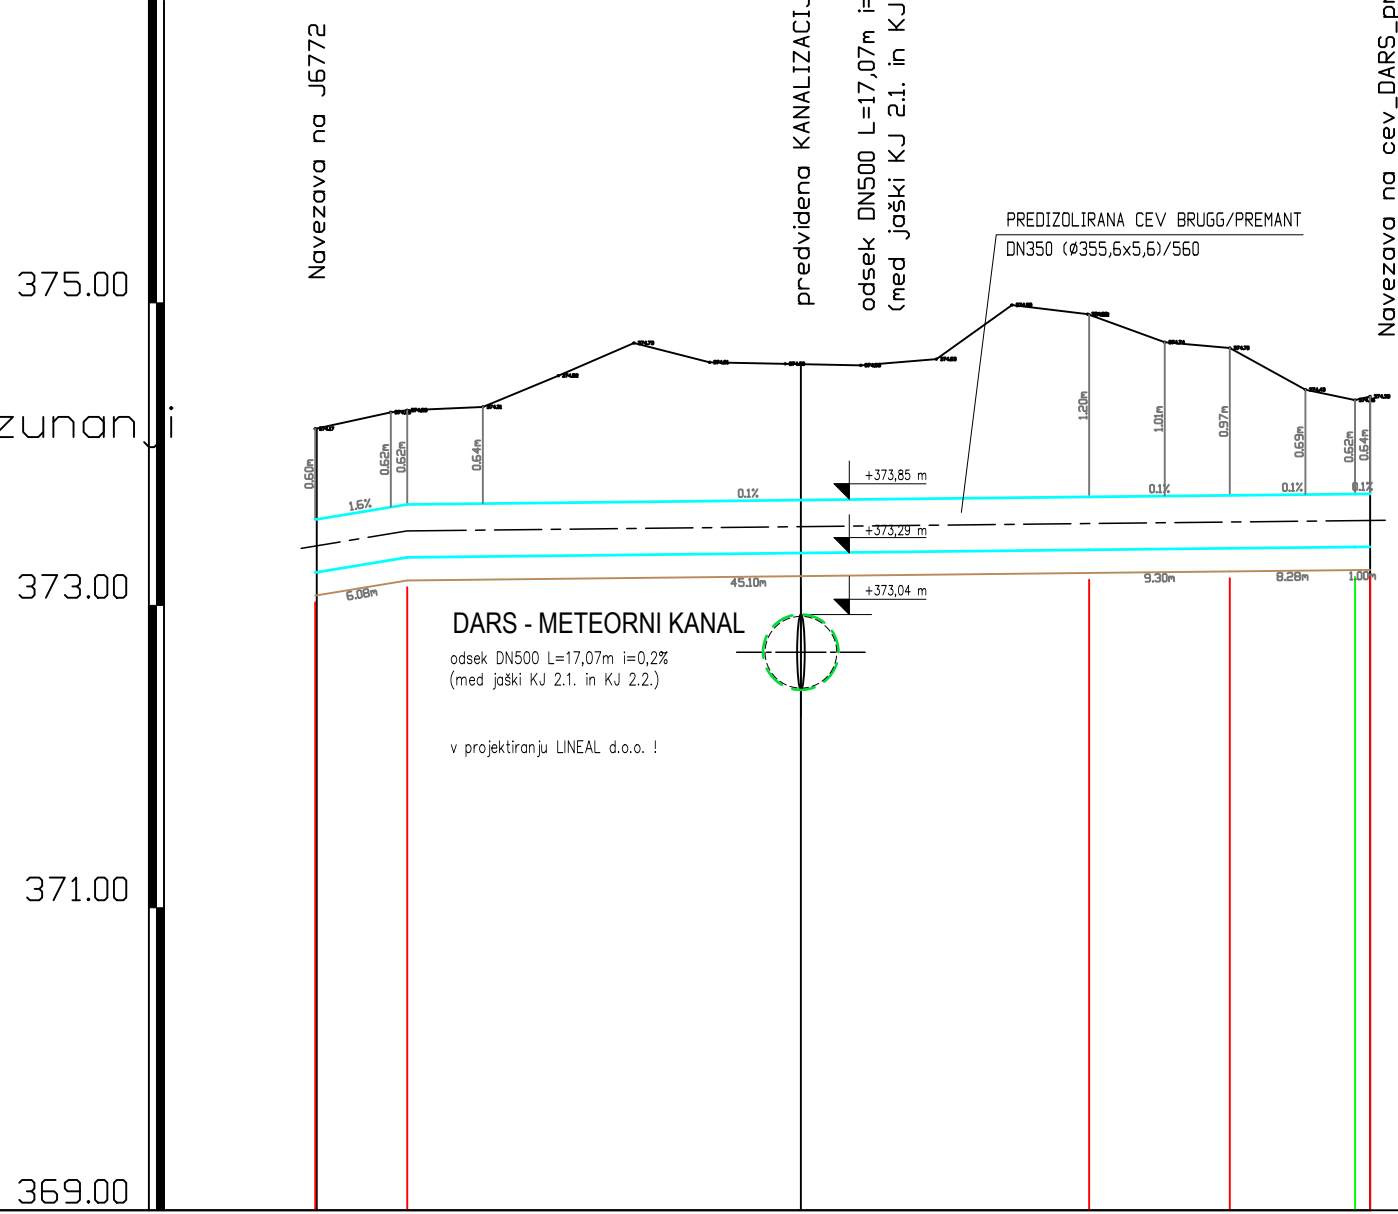 Navezava na J6772
predvidena KANALIZACIJ
odsek DN500 L=17,07m i=
(med jaški KJ 2.1. in KJ
Navezava na cev_DARS_pr
PREDIZOLIRANA CEV BRUGG/PREMANT
DN350 (ø355,6x5,6)/560
375.00
zunanji
0.60m
0.62m
0.62m
0.64m
1.20m
1.01m
0.97m
0.69m
0.62m
0.64m
+373,85 m
1.6%
0.1%
0.1%
0.1%
0.1%
+373,29 m
373.00
6.08m
45.10m
9.30m
8.28m
1.00m
+373,04 m
DARS - METEORNI KANAL
odsek DN500 L=17,07m i=0,2%
(med jaški KJ 2.1. in KJ 2.2.)
v projektiranju LINEAL d.o.o. !
371.00
369.00